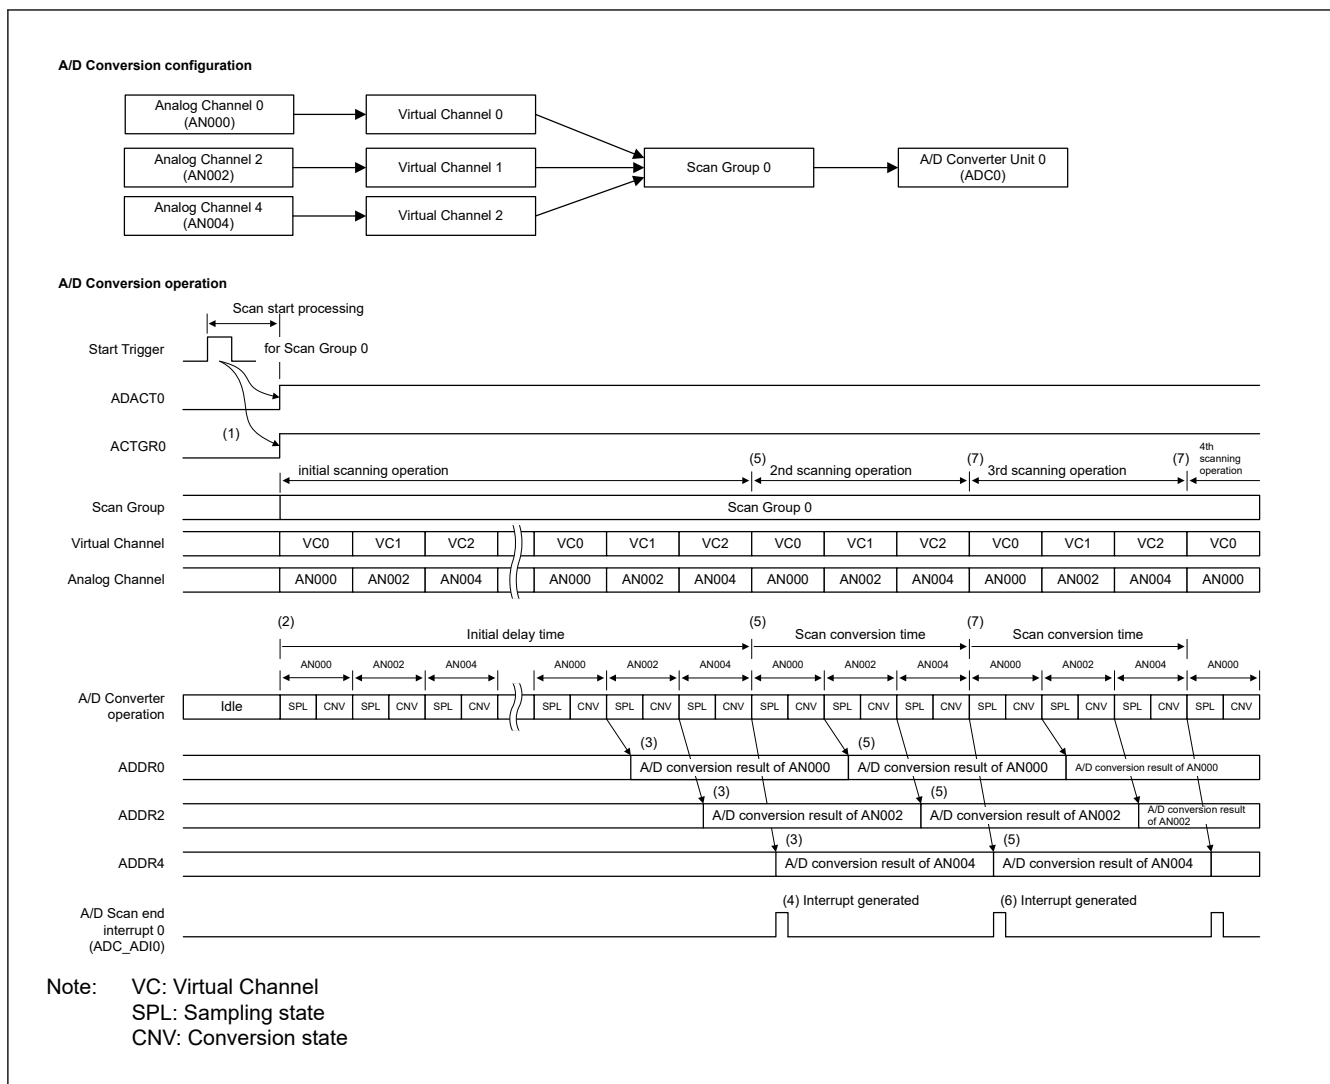 A/D Conversion configuration
Analog Channel 0
(AN000)
Virtual Channel 0
Analog Channel 2
(AN002)
Virtual Channel 1
Scan Group 0
A/D Converter Unit 0
(ADC0)
Analog Channel 4
(AN004)
Virtual Channel 2
A/D Conversion operation
Scan start processing
Start Trigger
for Scan Group 0
ADACT0
(1)
ACTGR0
initial scanning operation
(5)
2nd scanning operation
(7)
3rd scanning operation
(7)
4th
scanning
operation
Scan Group
Scan Group 0
Virtual Channel
VC0 VC1 VC2 VC0 VC1 VC2 VC0 VC1 VC2 VC0 VC1 VC2 VC0
Analog Channel
AN000 AN002 AN004 AN000 AN002 AN004 AN000 AN002 AN004 AN000 AN002 AN004 AN000
(2)
Initial delay time
(5)
Scan conversion time
(7)
Scan conversion time
AN000 AN002 AN004 AN000 AN002 AN004 AN000 AN002 AN004 AN000 AN002 AN004 AN000
A/D Converter
operation
Idle
SPL CNV SPL CNV SPL CNV SPL CNV SPL CNV SPL CNV SPL CNV SPL CNV SPL CNV SPL CNV SPL CNV SPL CNV SPL CNV
(3)
(5)
ADDR0
A/D conversion result of AN000
A/D conversion result of AN000
A/D conversion result of AN000
(3)
(5)
ADDR2
A/D conversion result of AN002
A/D conversion result of AN002
A/D conversion result
of AN002
(3)
(5)
ADDR4
A/D conversion result of AN004
A/D conversion result of AN004
(4) Interrupt generated
(6) Interrupt generated
A/D Scan end
interrupt 0
(ADC_ADI0)
Note: VC: Virtual Channel
SPL: Sampling state
CNV: Conversion state